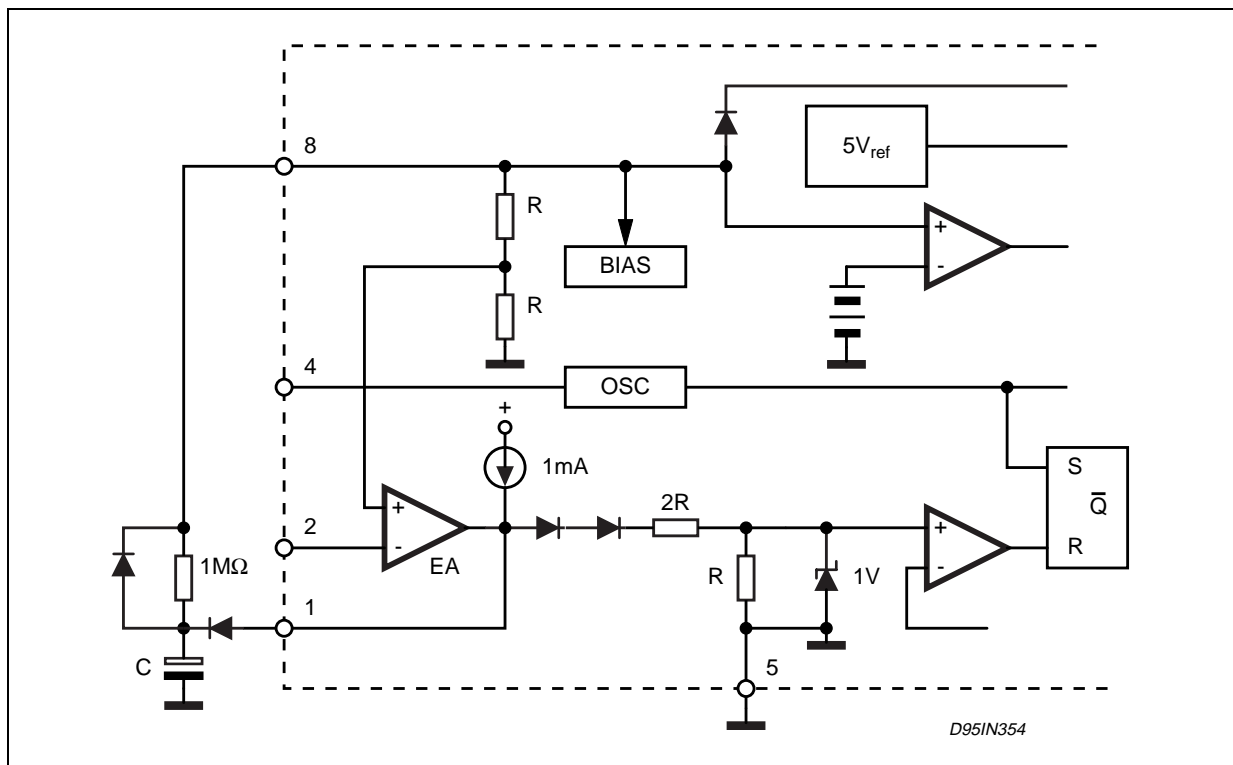 8
5Vref
R
+
-
BIAS
R
4
OSC
+
1mA
S
Q̅
2R
+
+
2
-
R
EA
R
1V
-
1MΩ
1
C
5
D95IN354